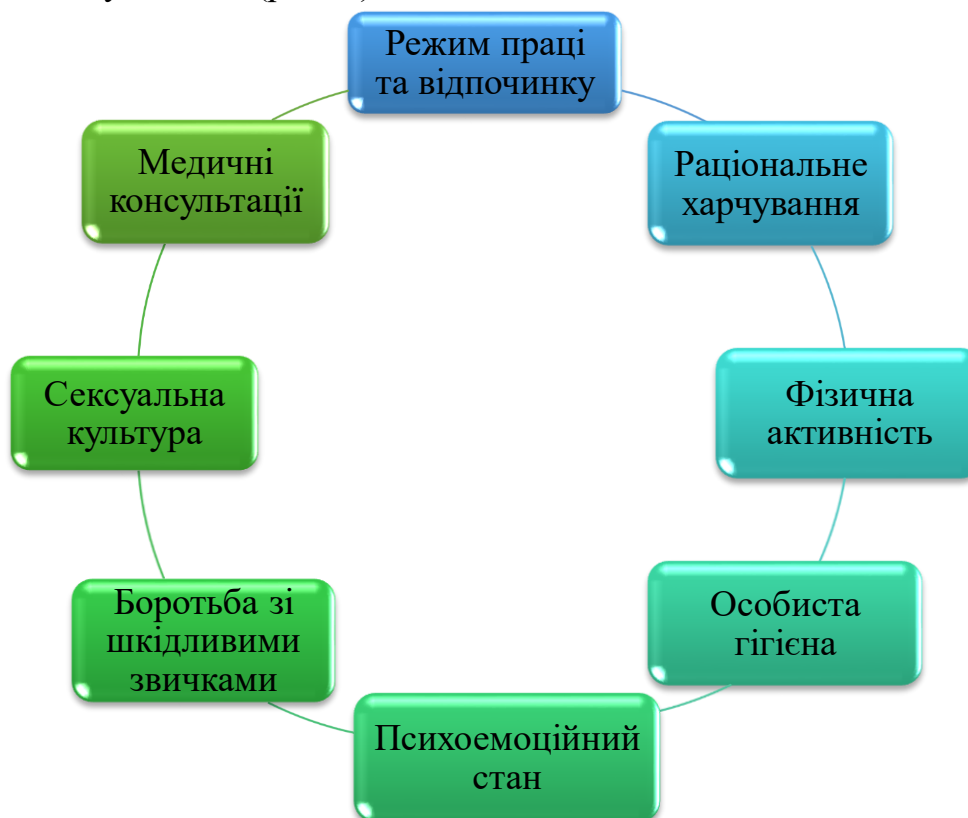 Режим праці
та відпочинку
Раціональне
харчування
Фізична
активність
Особиста
гігієна
Психоемоційний
стан
Боротьба зі
шкідливими
звичками
Сексуальна
культура
Медичні
консультації